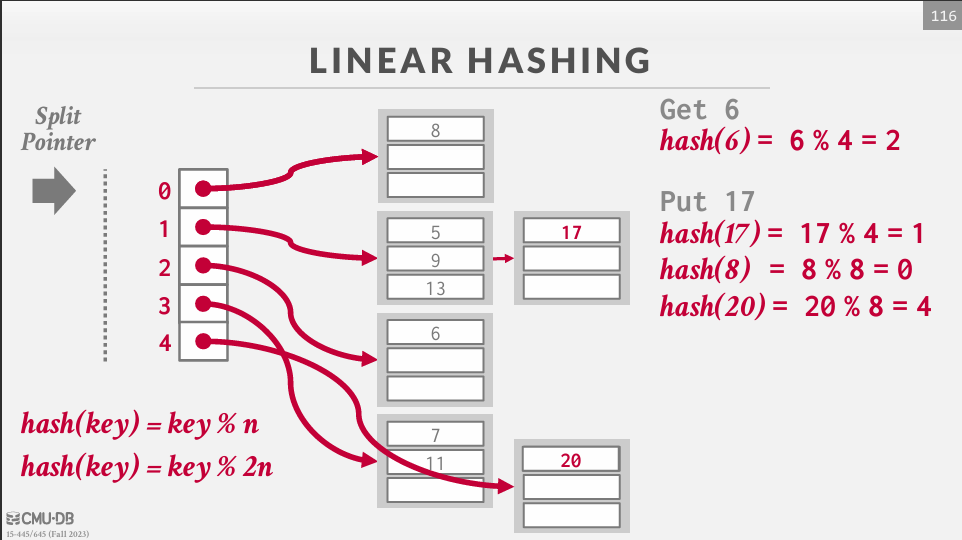 116
LINEAR HASHING
Split
Pointer
0
1
2
3
4
8
5
9
13
17
6
7
11
20
Get 6
hash(6) = 6 % 4 = 2
Put 17
hash(17) = 17 % 4 = 1
hash(8) = 8 % 8 = 0
hash(20) = 20 % 8 = 4
hash(key) = key % n
hash(key) = key % 2n
CMU·DB
15-445/645 (Fall 2023)